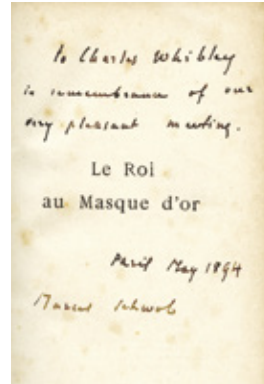 To Charles Whibley
in remembrance of our
very pleasant meeting.
Le Roi
au Masque d'or
Paris May 1894
Marcel Schwob